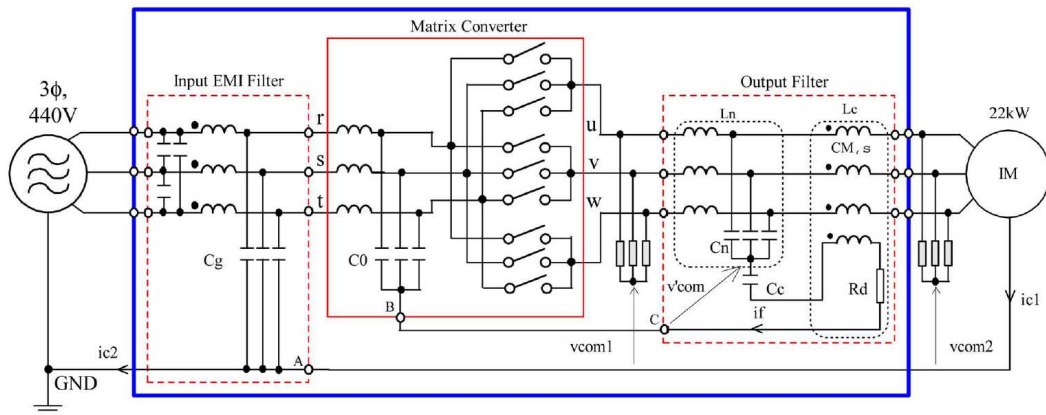 Matrix Converter
3ϕ,
440V
Input EMI Filter
Output Filter
22kW
r
s
t
u
v
w
Ln
Lc
CM, s
IM
Cg
C0
Cn
Cc
Rd
v'com
if
B
C
A
ic1
ic2
vcom1
vcom2
GND